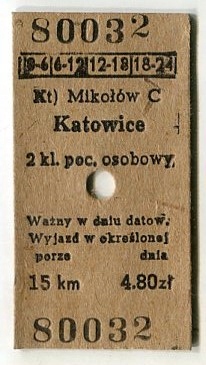 80032
0-6 6-12 12-18 18-24
Kt) Mikołów C
Katowice
2 kl. poc. osobowy.
Ważny w dniu datow.
Wyjazd w określonej
porze dnia
15 km 4.80zł
80032